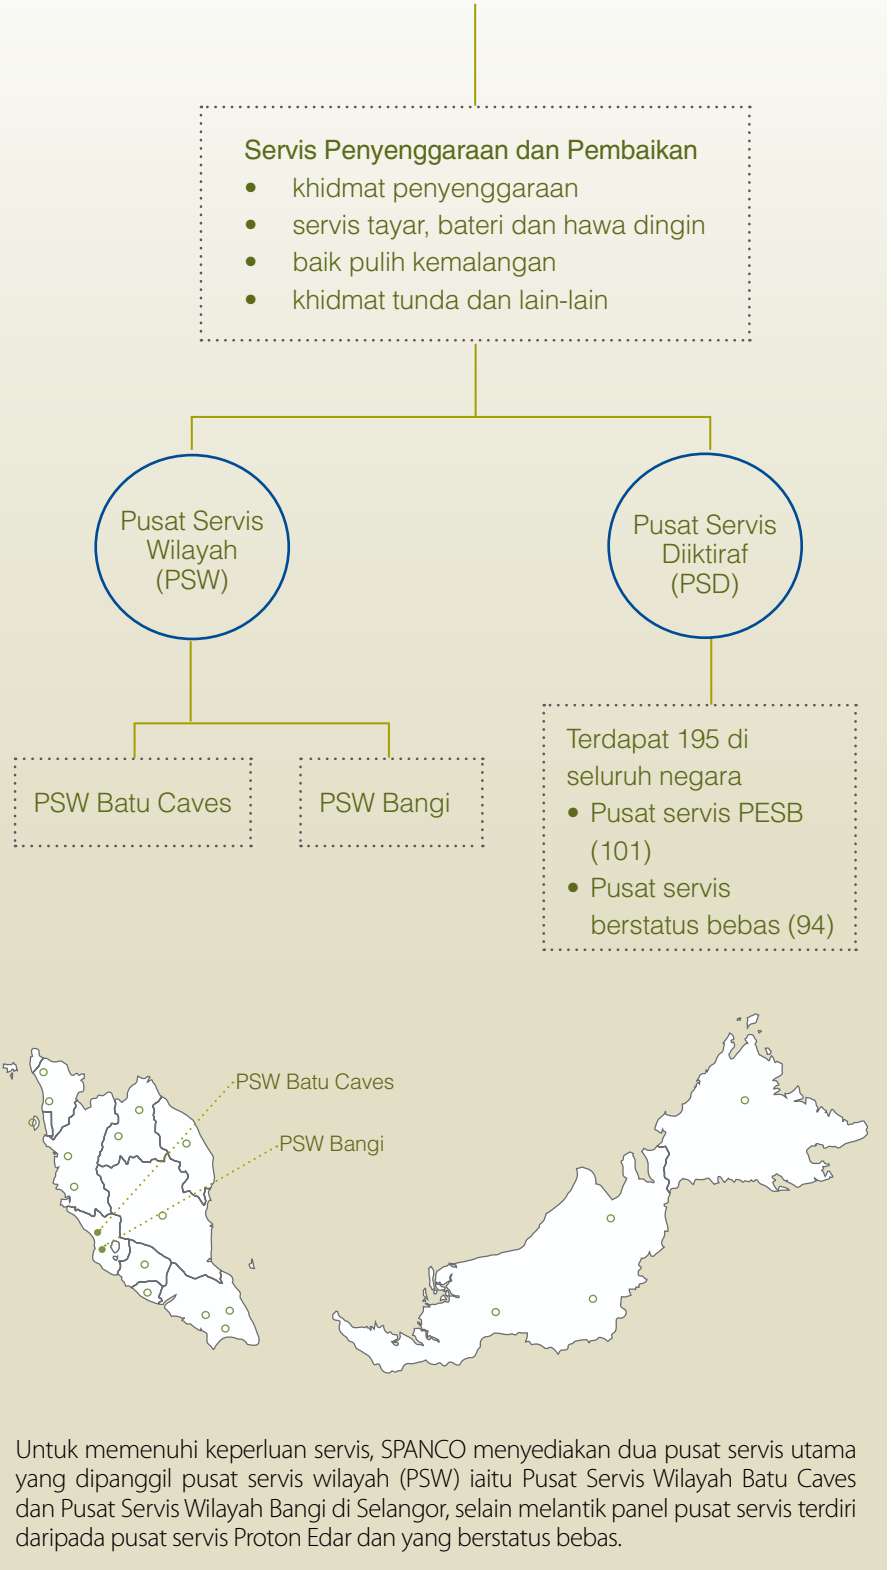 Servis Penyenggaraan dan Pembaikan
• khidmat penyenggaraan
• servis tayar, bateri dan hawa dingin
• baik pulih kemalangan
• khidmat tunda dan lain-lain
Pusat Servis
Wilayah
(PSW)
Pusat Servis
Diiktiraf
(PSD)
PSW Batu Caves
PSW Bangi
Terdapat 195 di
seluruh negara
• Pusat servis PESB
(101)
• Pusat servis
berstatus bebas (94)
PSW Batu Caves
PSW Bangi
Untuk memenuhi keperluan servis, SPANCO menyediakan dua pusat servis utama
yang dipanggil pusat servis wilayah (PSW) iaitu Pusat Servis Wilayah Batu Caves
dan Pusat Servis Wilayah Bangi di Selangor, selain melantik panel pusat servis terdiri
daripada pusat servis Proton Edar dan yang berstatus bebas.